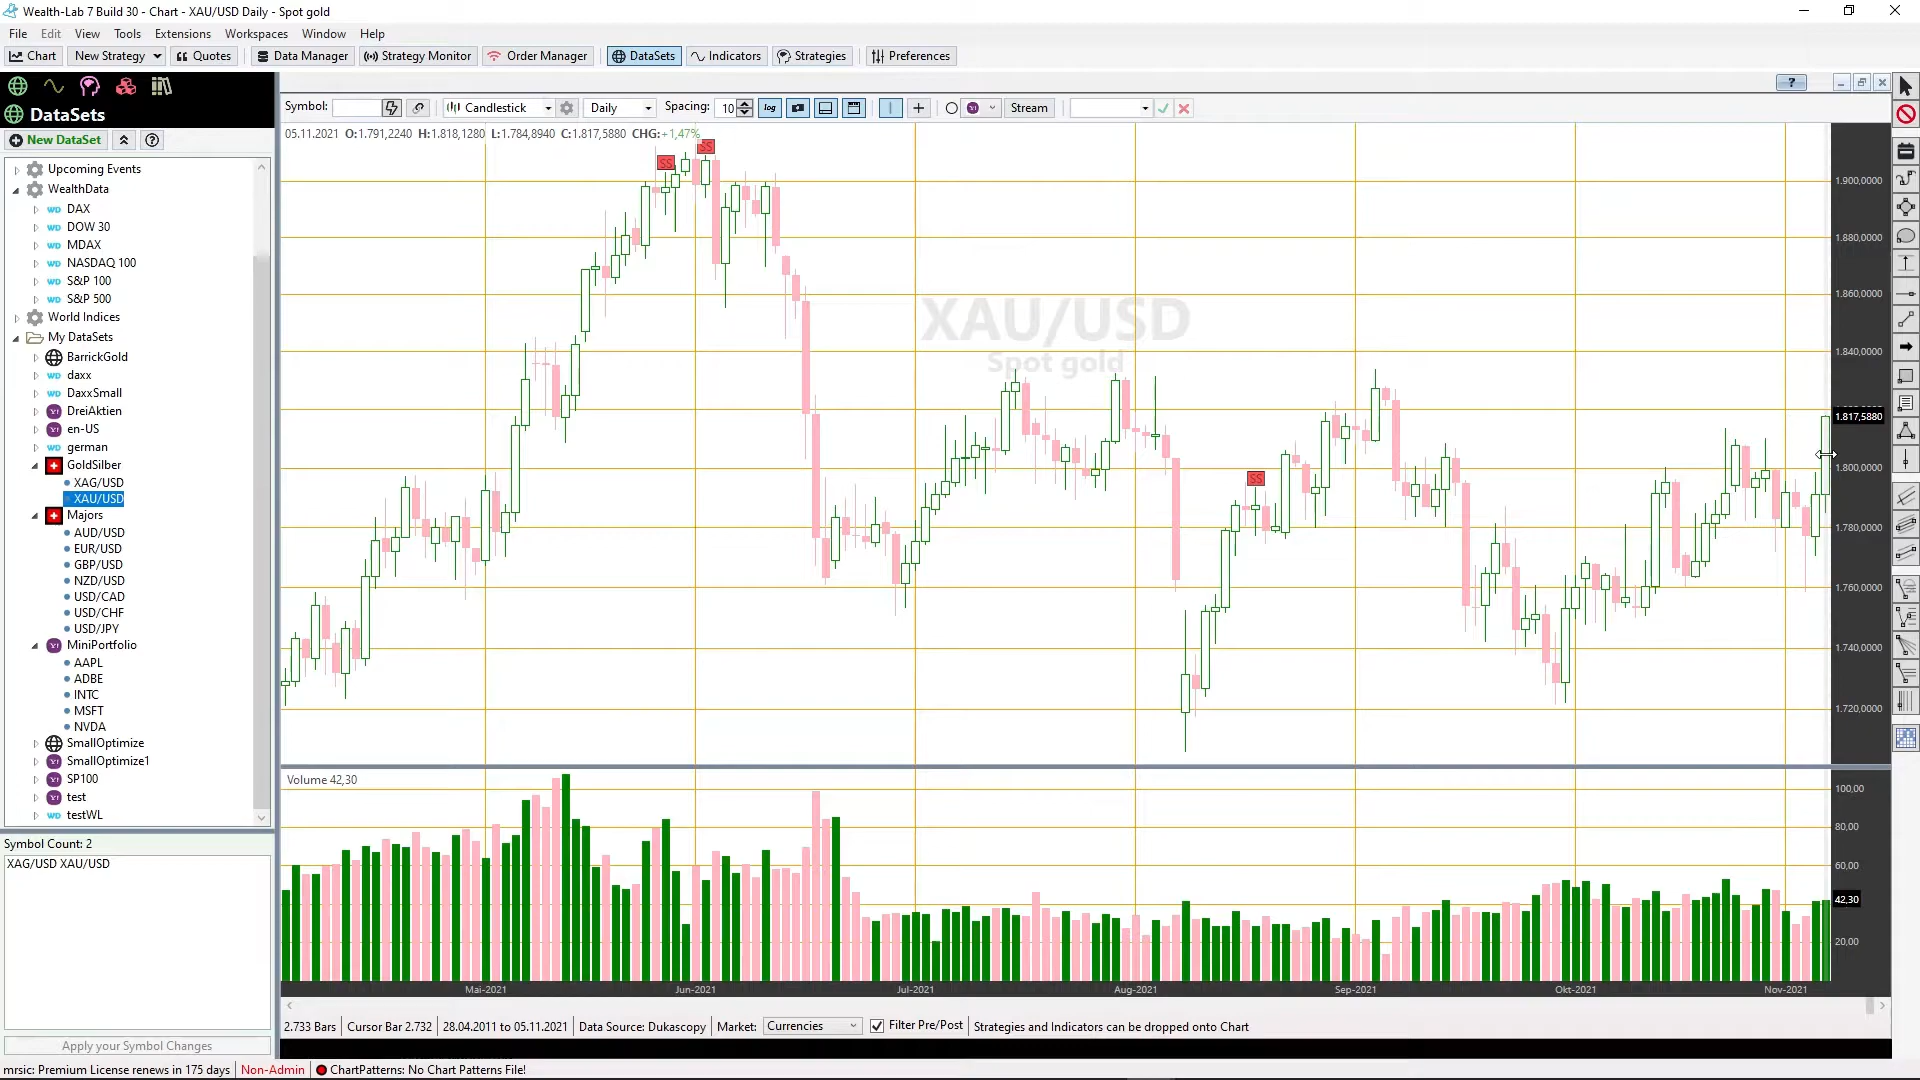 Wealth-Lab 7 Build 30 - Chart - XAU/USD Daily - Spot gold
File Edit View Tools Extensions Workspaces Window Help
Chart New Strategy Quotes Data Manager Strategy Monitor Order Manager DataSets Indicators Strategies Preferences
DataSets
New DataSet
Symbol: Candlestick Daily Spacing: 10 log Stream
05.11.2021 O:1.791,2240 H:1.818,1280 L:1.784,8940 C:1.817,5880 CHG:+1,47%
Upcoming Events
WealthData
DAX
DOW 30
MDAX
NASDAQ 100
S&P 100
S&P 500
World Indices
My DataSets
BarrickGold
daxx
DaxxSmall
DreiAktien
en-US
german
GoldSilber
XAG/USD
XAU/USD
Majors
AUD/USD
EUR/USD
GBP/USD
NZD/USD
USD/CAD
USD/CHF
USD/JPY
MiniPortfolio
AAPL
ADBE
INTC
MSFT
NVDA
SmallOptimize
SmallOptimize1
SP100
test
testWL
Symbol Count: 2
XAG/USD XAU/USD
Apply your Symbol Changes
SS
SS
SS
XAU/USD
Spot gold
1.900,0000
1.880,0000
1.860,0000
1.840,0000
1.817,5880
1.800,0000
1.780,0000
1.760,0000
1.740,0000
1.720,0000
Volume 42,30
100,00
80,00
60,00
42,30
20,00
Mai-2021 Jun-2021 Jul-2021 Aug-2021 Sep-2021 Okt-2021 Nov-2021
2.733 Bars Cursor Bar 2.732 28.04.2011 to 05.11.2021 Data Source: Dukascopy Market: Currencies Filter Pre/Post Strategies and Indicators can be dropped onto Chart
mrsic: Premium License renews in 175 days Non-Admin ChartPatterns: No Chart Patterns File!